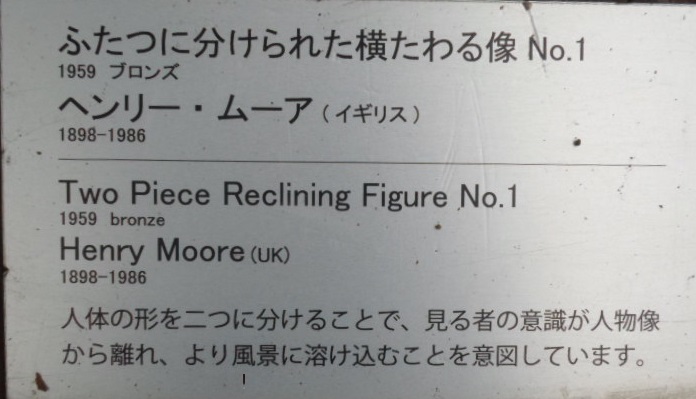 ふたつに分けられた横たわる像 No.1
1959 ブロンズ
ヘンリー・ムーア（イギリス）
1898-1986
Two Piece Reclining Figure No.1
1959 bronze
Henry Moore (UK)
1898-1986
人体の形を二つに分けることで、見る者の意識が人物像
から離れ、より風景に溶け込むことを意図しています。